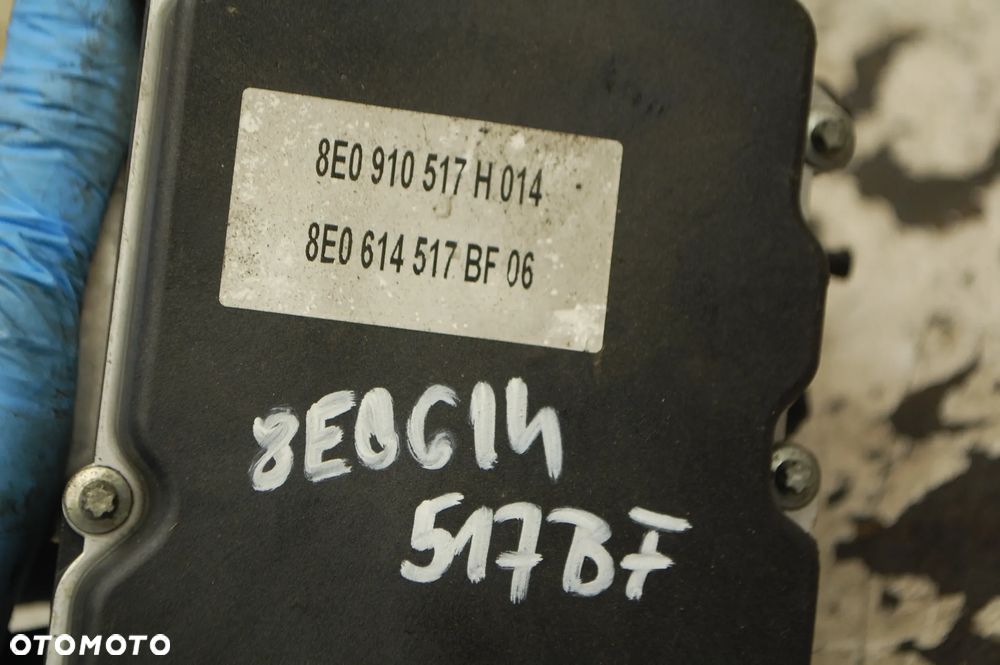 8E0 910 517 H 014
8E0 614 517 BF 06
8E0614
517BF
OTOMOTO